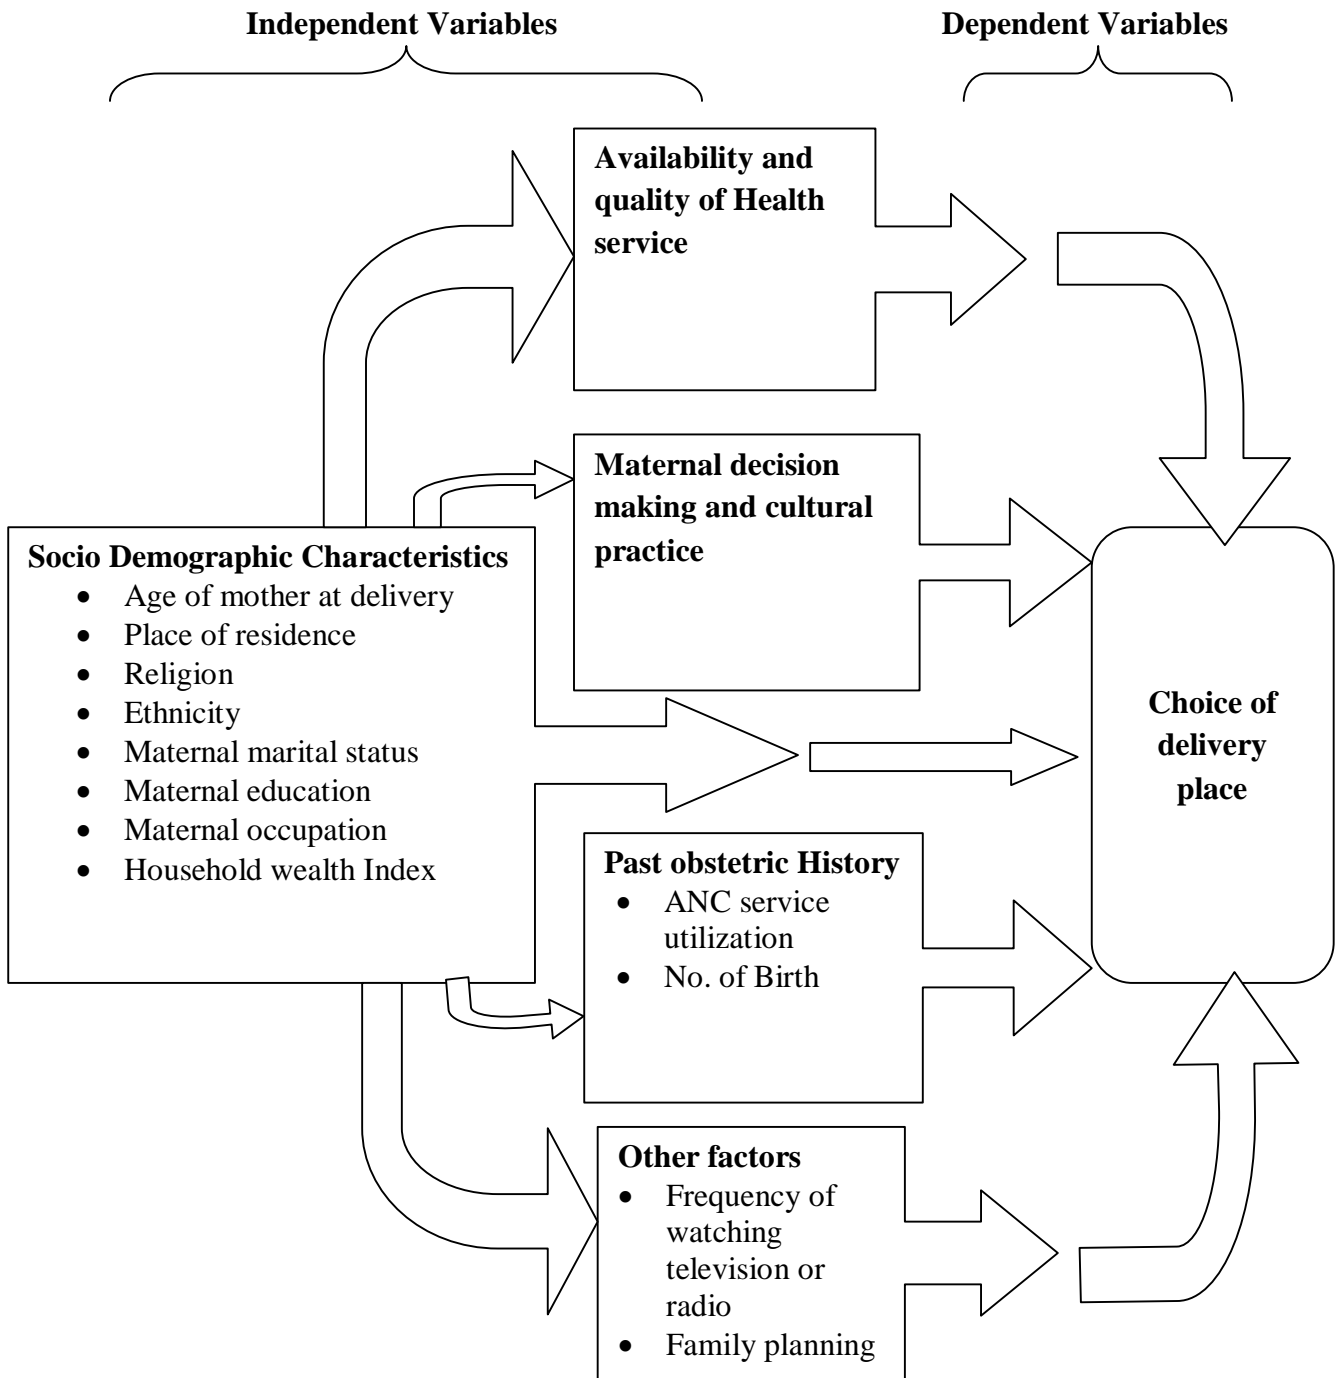 Independent Variables
Dependent Variables
Availability and
quality of Health
service
Maternal decision
making and cultural
practice
Socio Demographic Characteristics
• Age of mother at delivery
• Place of residence
• Religion
• Ethnicity
• Maternal marital status
• Maternal education
• Maternal occupation
• Household wealth Index
Choice of
delivery
place
Past obstetric History
• ANC service
utilization
• No. of Birth
Other factors
• Frequency of
watching
television or
radio
• Family planning